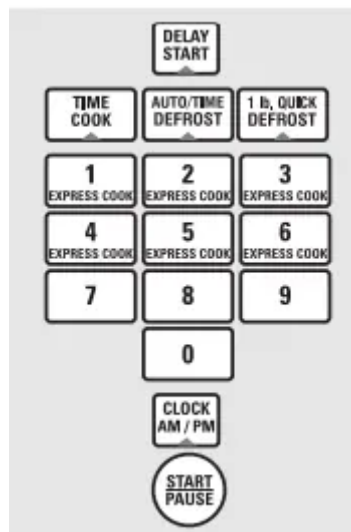 DELAY
START
TIME
COOK
AUTO/TIME
DEFROST
1 lb, QUICK
DEFROST
1
EXPRESS COOK
2
EXPRESS COOK
3
EXPRESS COOK
4
EXPRESS COOK
5
EXPRESS COOK
6
EXPRESS COOK
7
8
9
0
CLOCK
AM / PM
START
PAUSE